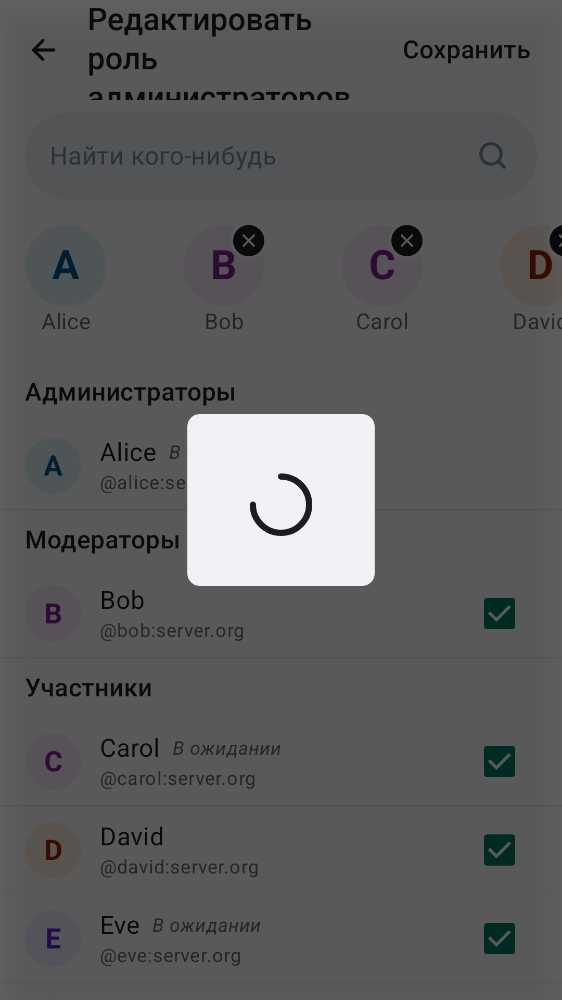 Редактировать
роль
администраторов
Сохранить
Найти кого-нибудь
A
B
C
D
Alice
Bob
Carol
Администраторы
A
Alice В
@alice:se
Модераторы
B
Bob
@bob:server.org
Участники
C
Carol В ожидании
@carol:server.org
D
David
@david:server.org
E
Eve В ожидании
@eve:server.org